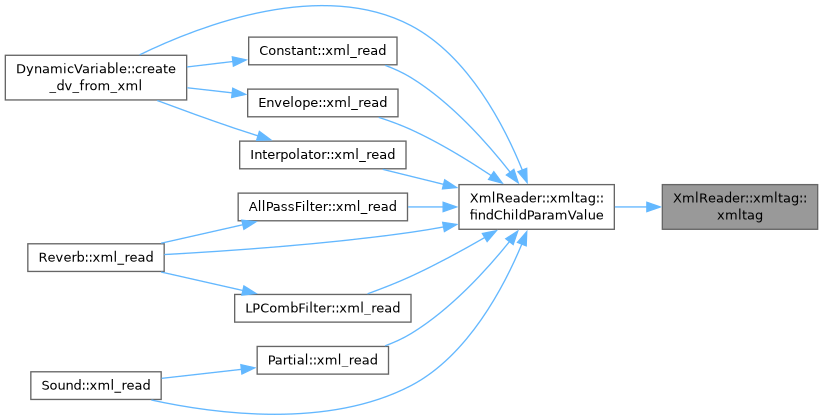 DynamicVariable::create
_dv_from_xml
Constant::xml_read
Envelope::xml_read
Interpolator::xml_read
AllPassFilter::xml_read
Reverb::xml_read
LPCombFilter::xml_read
Partial::xml_read
Sound::xml_read
XmlReader::xmltag::
findChildParamValue
XmlReader::xmltag::
xmltag